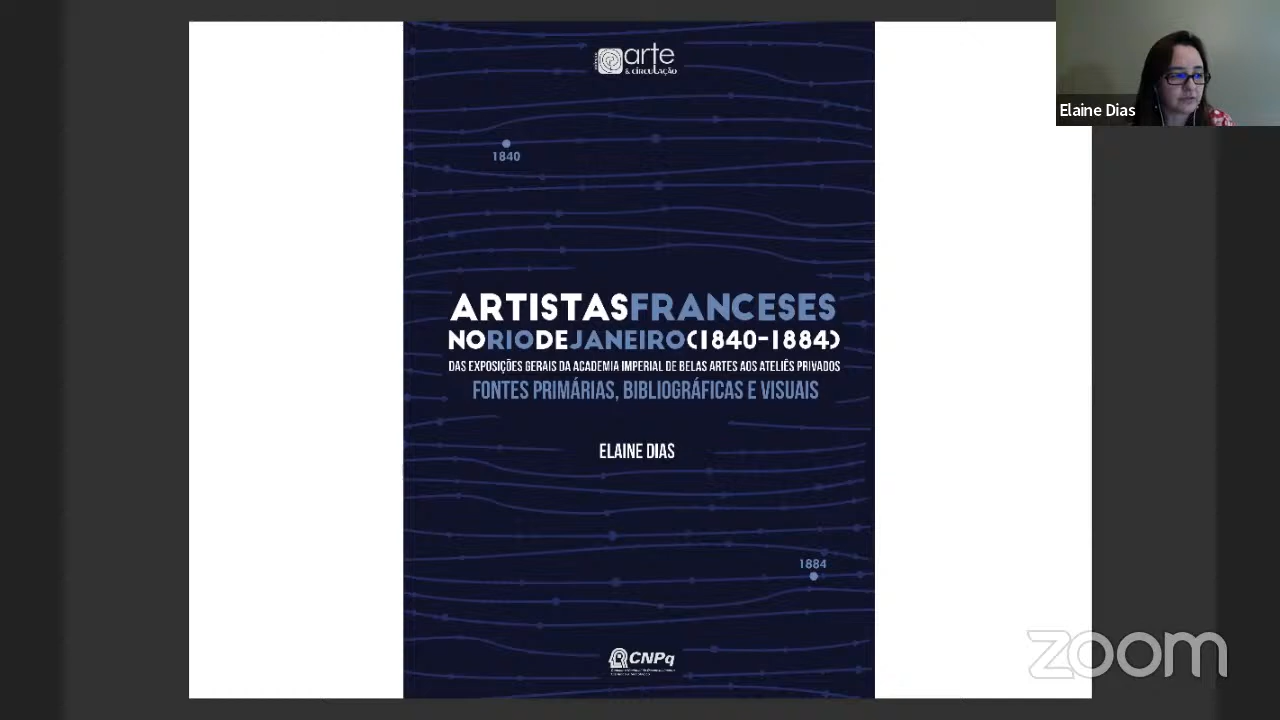 arte
& CIRCULAÇÃO
1840
ARTISTASFRANCESES
NORIODEJANEIRO(1840-1884)
DAS EXPOSIÇÕES GERAIS DA ACADEMIA IMPERIAL DE BELAS ARTES AOS ATELIÊS PRIVADOS
FONTES PRIMÁRIAS, BIBLIOGRÁFICAS E VISUAIS
ELAINE DIAS
1884
CNPq
Elaine Dias
zoom